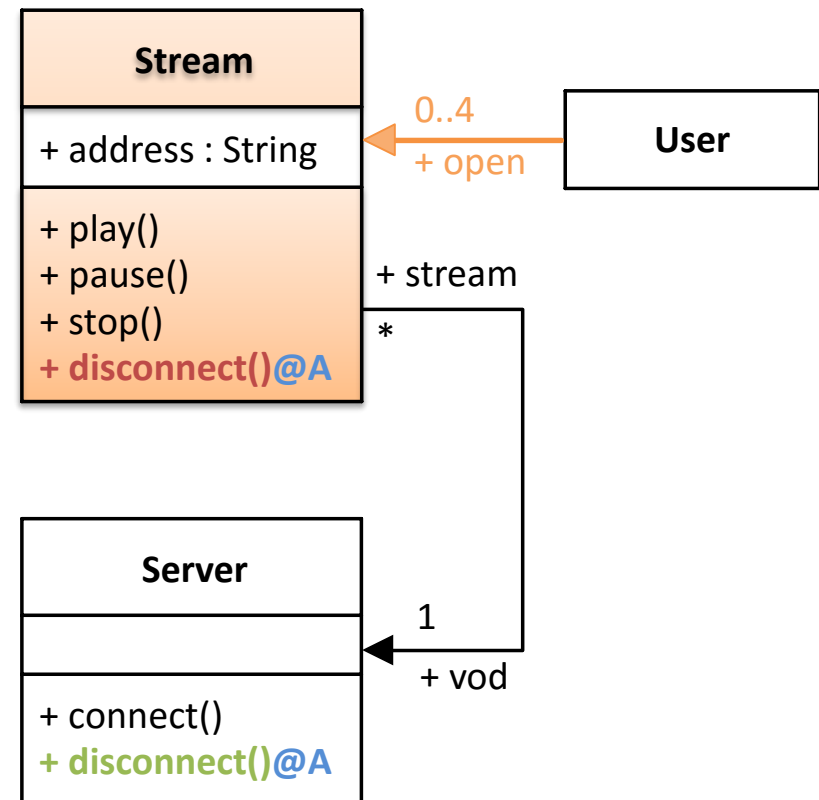 Stream
+ address : String
+ play()
+ pause()
+ stop()
+ disconnect()@A
0..4
+ open
User
+ stream
*
Server
+ connect()
+ disconnect()@A
1
+ vod